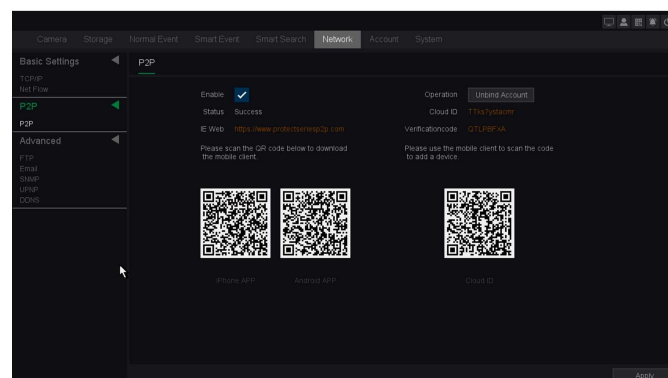 Camera Storage Normal Event Smart Event Smart Search Network Account System
Basic Settings
TCP/IP
Net Flow
P2P
P2P
Advanced
FTP
Email
SNMP
UPNP
DDNS
P2P
Enable
Status Success
IE Web https://www.protectseriesp2p.com
Please scan the QR code below to download
the mobile client.
iPhone APP Android APP
Operation Unbind Account
Cloud ID
Verificationcode
Please use the mobile client to scan the code
to add a device.
Cloud ID
Apply